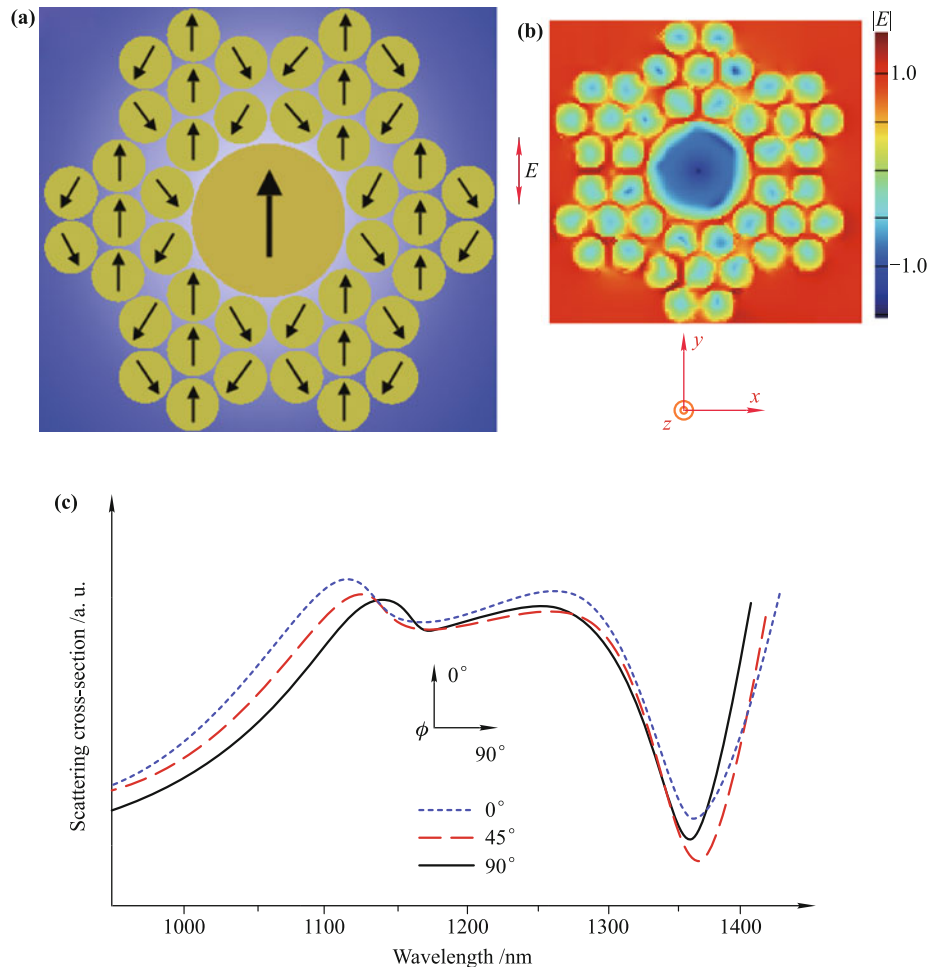 (a)
(b)
|E|
1.0
−1.0
E
y
x
z
(c)
Scattering cross-section /a. u.
0°
ϕ
90°
0°
45°
90°
1000
1100
1200
1300
1400
Wavelength /nm